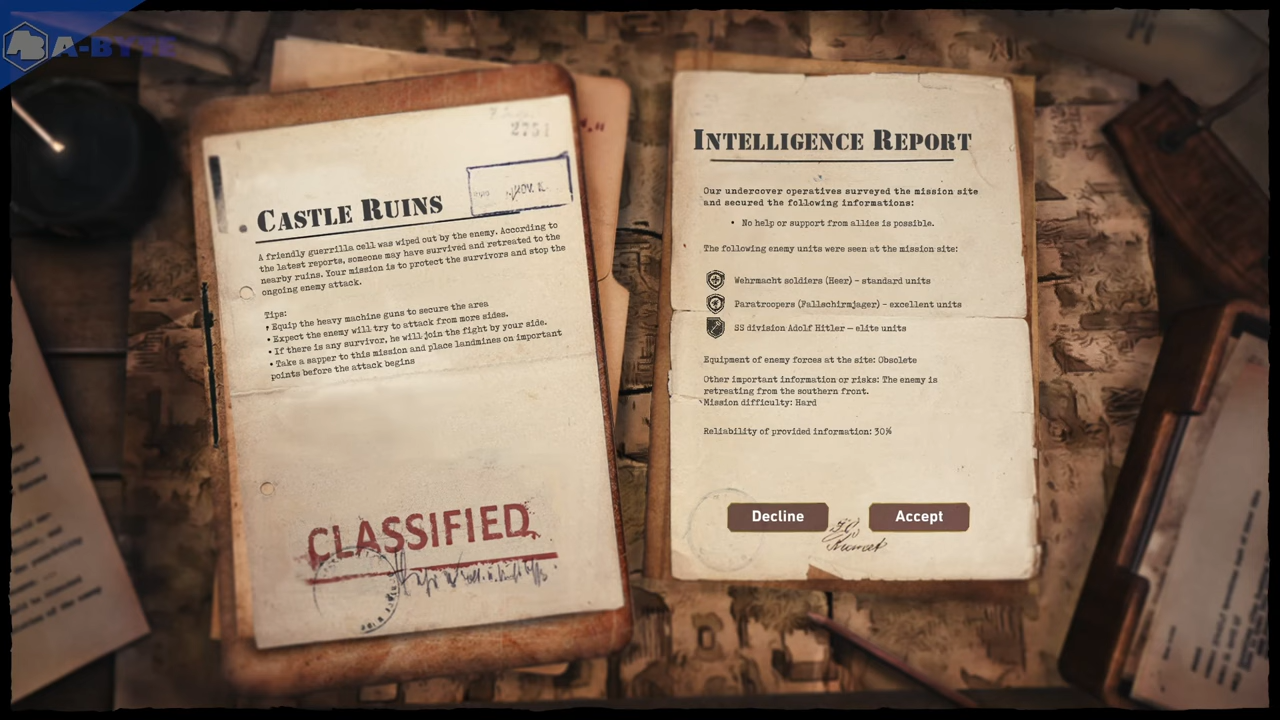 A-BYTE
2751
NOV.
CASTLE RUINS
A friendly guerrilla cell was wiped out by the enemy. According to
the latest reports, someone may have survived and retreated to the
nearby ruins. Your mission is to protect the survivors and stop the
ongoing enemy attack.
Tips:
• Equip the heavy machine guns to secure the area
• Expect the enemy will try to attack from more sides.
• If there is any survivor, he will join the fight by your side.
• Take a sapper to this mission and place landmines on important
points before the attack begins
CLASSIFIED
INTELLIGENCE REPORT
Our undercover operatives surveyed the mission site
and secured the following informations:
• No help or support from allies is possible.
The following enemy units were seen at the mission site:
Wehrmacht soldiers (Heer) - standard units
Paratroopers (Fallschirmjager) - excellent units
SS division Adolf Hitler - elite units
Equipment of enemy forces at the site: Obsolete
Other important information or risks: The enemy is
retreating from the southern front.
Mission difficulty: Hard
Reliability of provided information: 30%
Decline
Accept